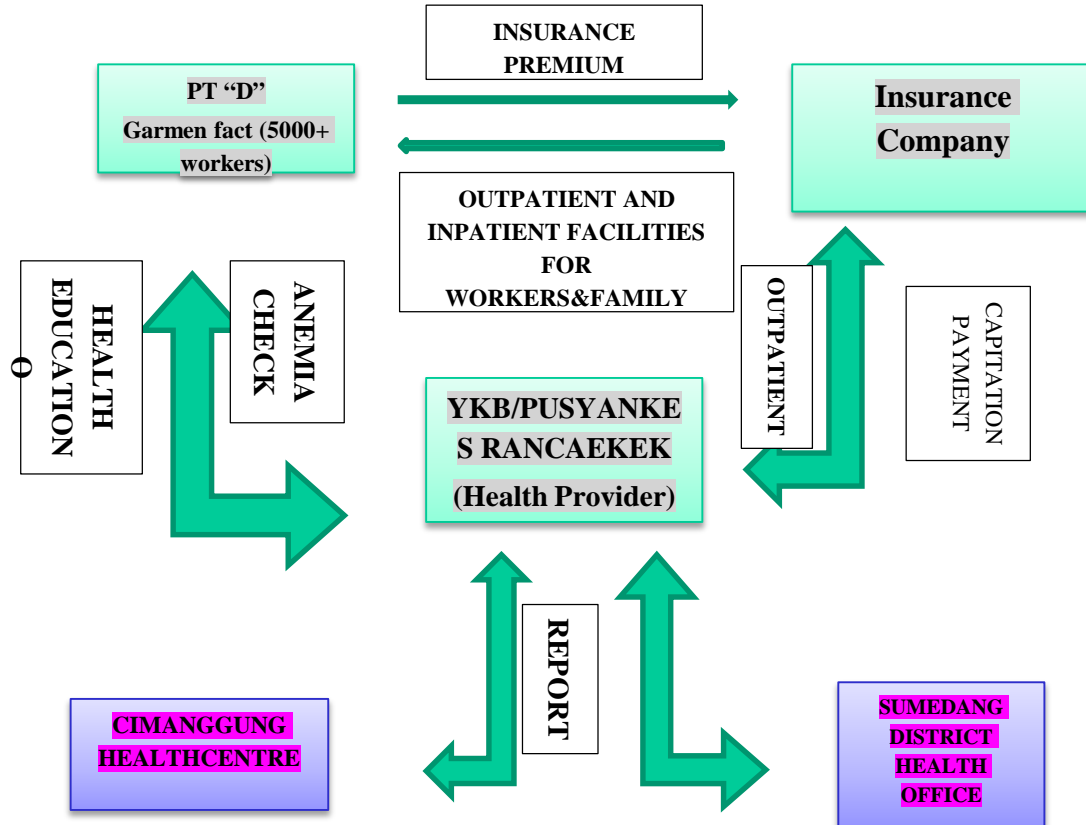 INSURANCE
PREMIUM
PT “D”
Garmen fact (5000+
workers)
Insurance
Company
OUTPATIENT AND
INPATIENT FACILITIES
FOR
WORKERS&FAMILY
HEALTH
EDUCATION
O
ANEMIA
CHECK
OUTPATIENT
CAPITATION
PAYMENT
YKB/PUSYANKE
S RANCAEKEK
(Health Provider)
REPORT
CIMANGGUNG
HEALTHCENTRE
SUMEDANG
DISTRICT
HEALTH
OFFICE